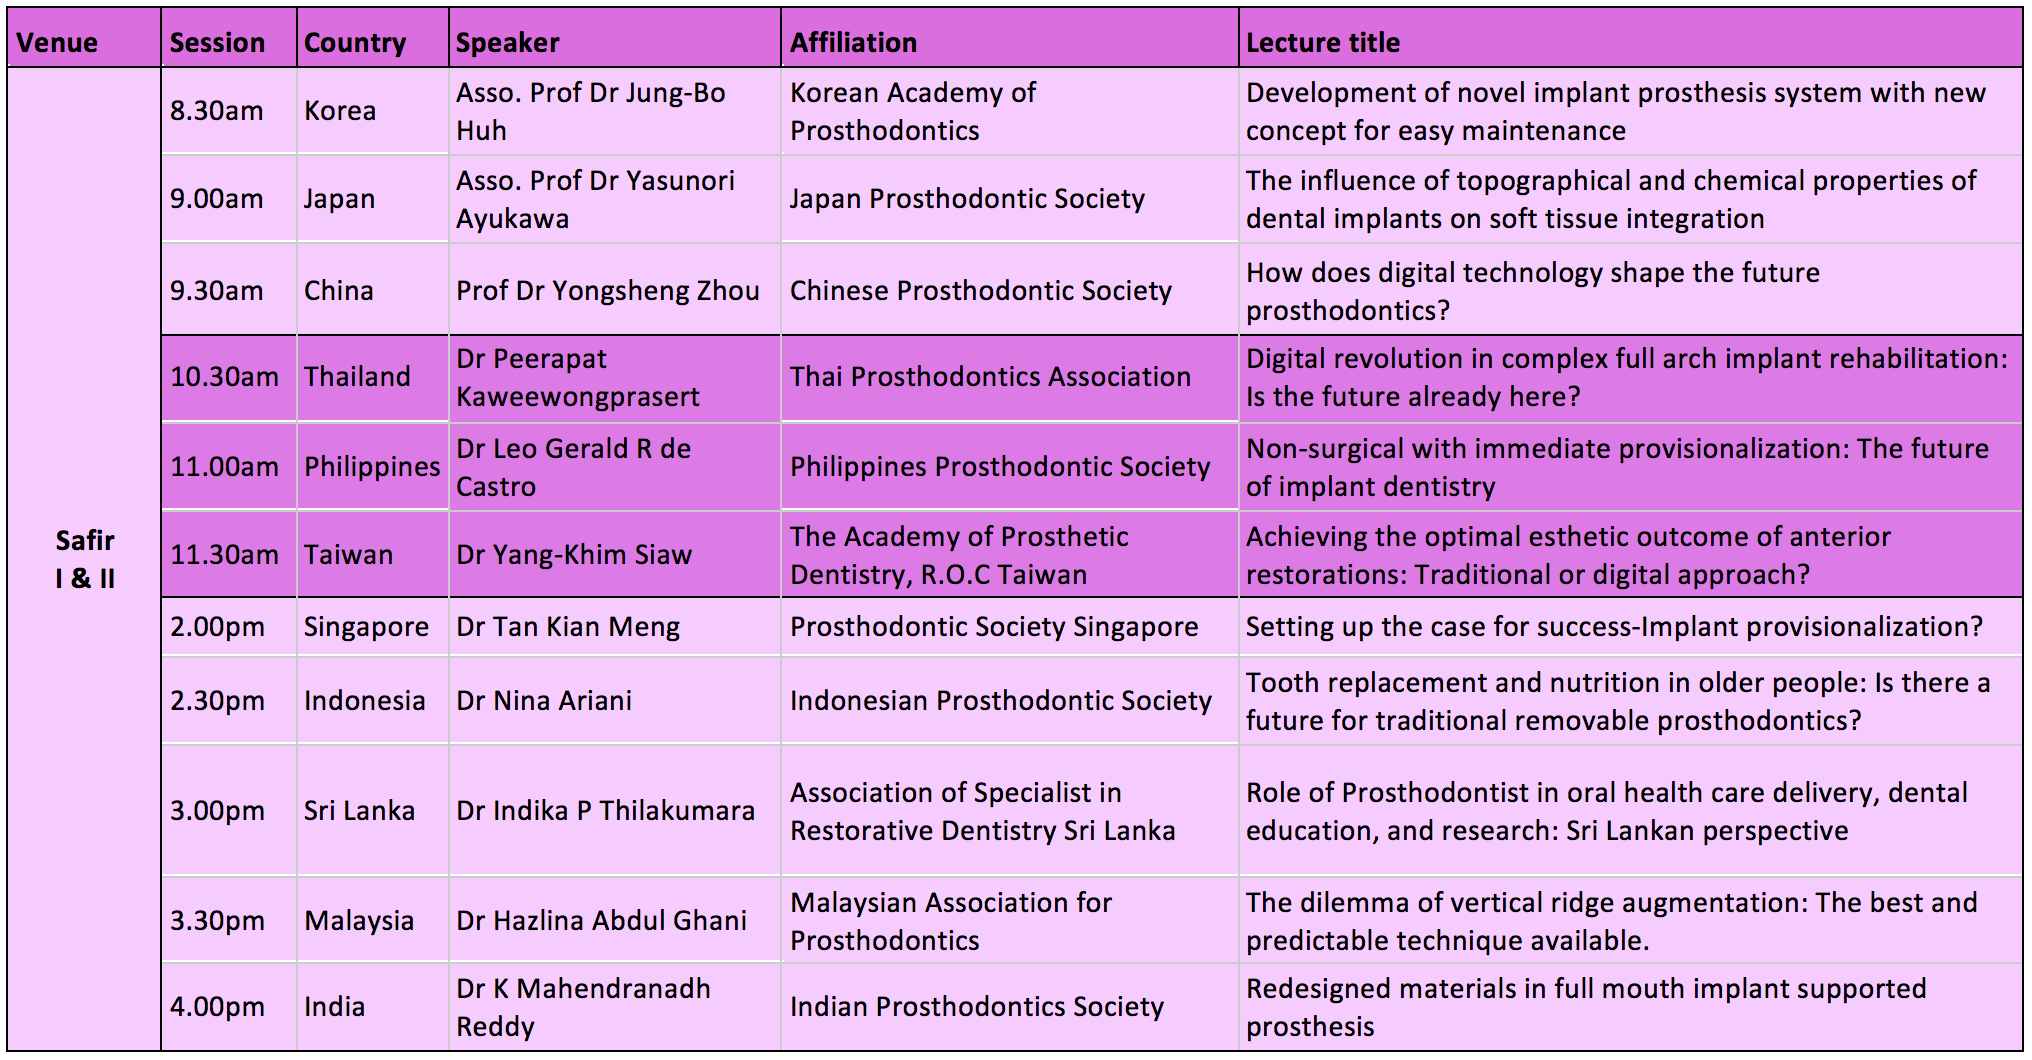 Venue Session Country Speaker Affiliation Lecture title
Safir
I & II
8.30am Korea Asso. Prof Dr Jung-Bo
Huh
Korean Academy of
Prosthodontics
Development of novel implant prosthesis system with new
concept for easy maintenance
9.00am Japan Asso. Prof Dr Yasunori
Ayukawa
Japan Prosthodontic Society
The influence of topographical and chemical properties of
dental implants on soft tissue integration
9.30am China Prof Dr Yongsheng Zhou Chinese Prosthodontic Society
How does digital technology shape the future
prosthodontics?
10.30am Thailand Dr Peerapat
Kaweewongprasert
Thai Prosthodontics Association
Digital revolution in complex full arch implant rehabilitation:
Is the future already here?
11.00am Philippines Dr Leo Gerald R de
Castro
Philippines Prosthodontic Society
Non-surgical with immediate provisionalization: The future
of implant dentistry
11.30am Taiwan Dr Yang-Khim Siaw
The Academy of Prosthetic
Dentistry, R.O.C Taiwan
Achieving the optimal esthetic outcome of anterior
restorations: Traditional or digital approach?
2.00pm Singapore Dr Tan Kian Meng Prosthodontic Society Singapore Setting up the case for success-Implant provisionalization?
2.30pm Indonesia Dr Nina Ariani Indonesian Prosthodontic Society
Tooth replacement and nutrition in older people: Is there a
future for traditional removable prosthodontics?
3.00pm Sri Lanka Dr Indika P Thilakumara
Association of Specialist in
Restorative Dentistry Sri Lanka
Role of Prosthodontist in oral health care delivery, dental
education, and research: Sri Lankan perspective
3.30pm Malaysia Dr Hazlina Abdul Ghani
Malaysian Association for
Prosthodontics
The dilemma of vertical ridge augmentation: The best and
predictable technique available.
4.00pm India Dr K Mahendranadh
Reddy
Indian Prosthodontics Society
Redesigned materials in full mouth implant supported
prosthesis